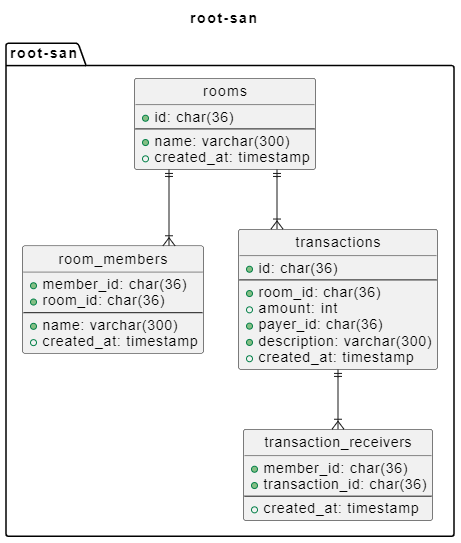 root-san
root-san
rooms
id: char(36)
name: varchar(300)
created_at: timestamp
room_members
member_id: char(36)
room_id: char(36)
name: varchar(300)
created_at: timestamp
transactions
id: char(36)
room_id: char(36)
amount: int
payer_id: char(36)
description: varchar(300)
created_at: timestamp
transaction_receivers
member_id: char(36)
transaction_id: char(36)
created_at: timestamp